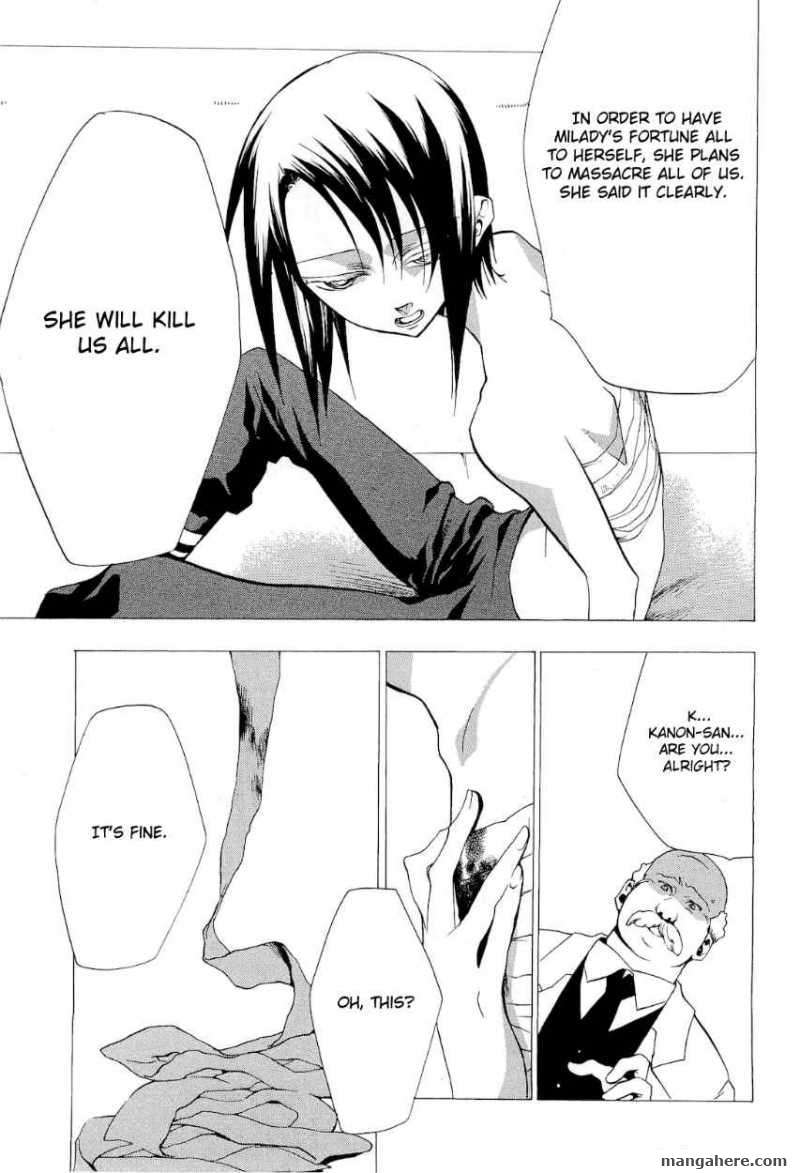 IN ORDER TO HAVE
MILADY'S FORTUNE ALL
TO HERSELF, SHE PLANS
TO MASSACRE ALL OF US.
SHE SAID IT CLEARLY.
SHE WILL KILL
US ALL.
K...
KANON-SAN...
ARE YOU...
ALRIGHT?
OH, THIS?
IT'S FINE.
mangahere.com